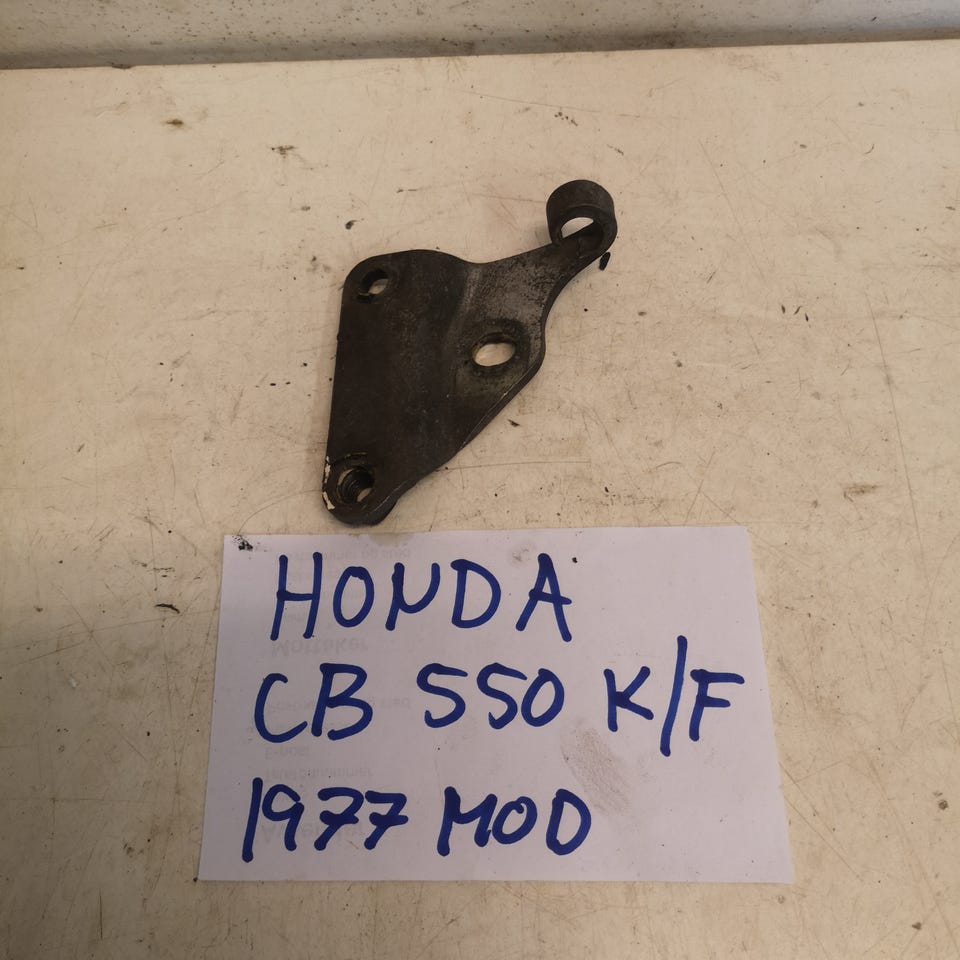 HONDA
CB 550 K/F
1977 MOD